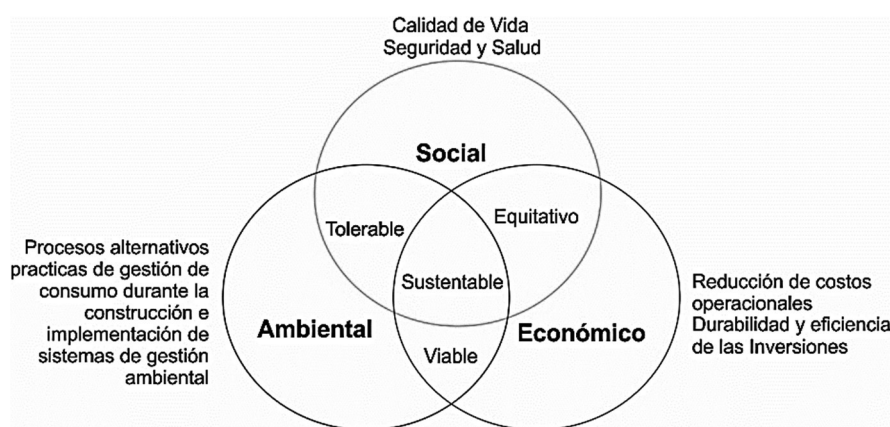 Calidad de Vida
Seguridad y Salud
Social
Tolerable
Equitativo
Procesos alternativos
practicas de gestión de
consumo durante la
construcción e
implementación de
sistemas de gestión
ambiental
Sustentable
Ambiental
Económico
Viable
Reducción de costos
operacionales
Durabilidad y eficiencia
de las Inversiones